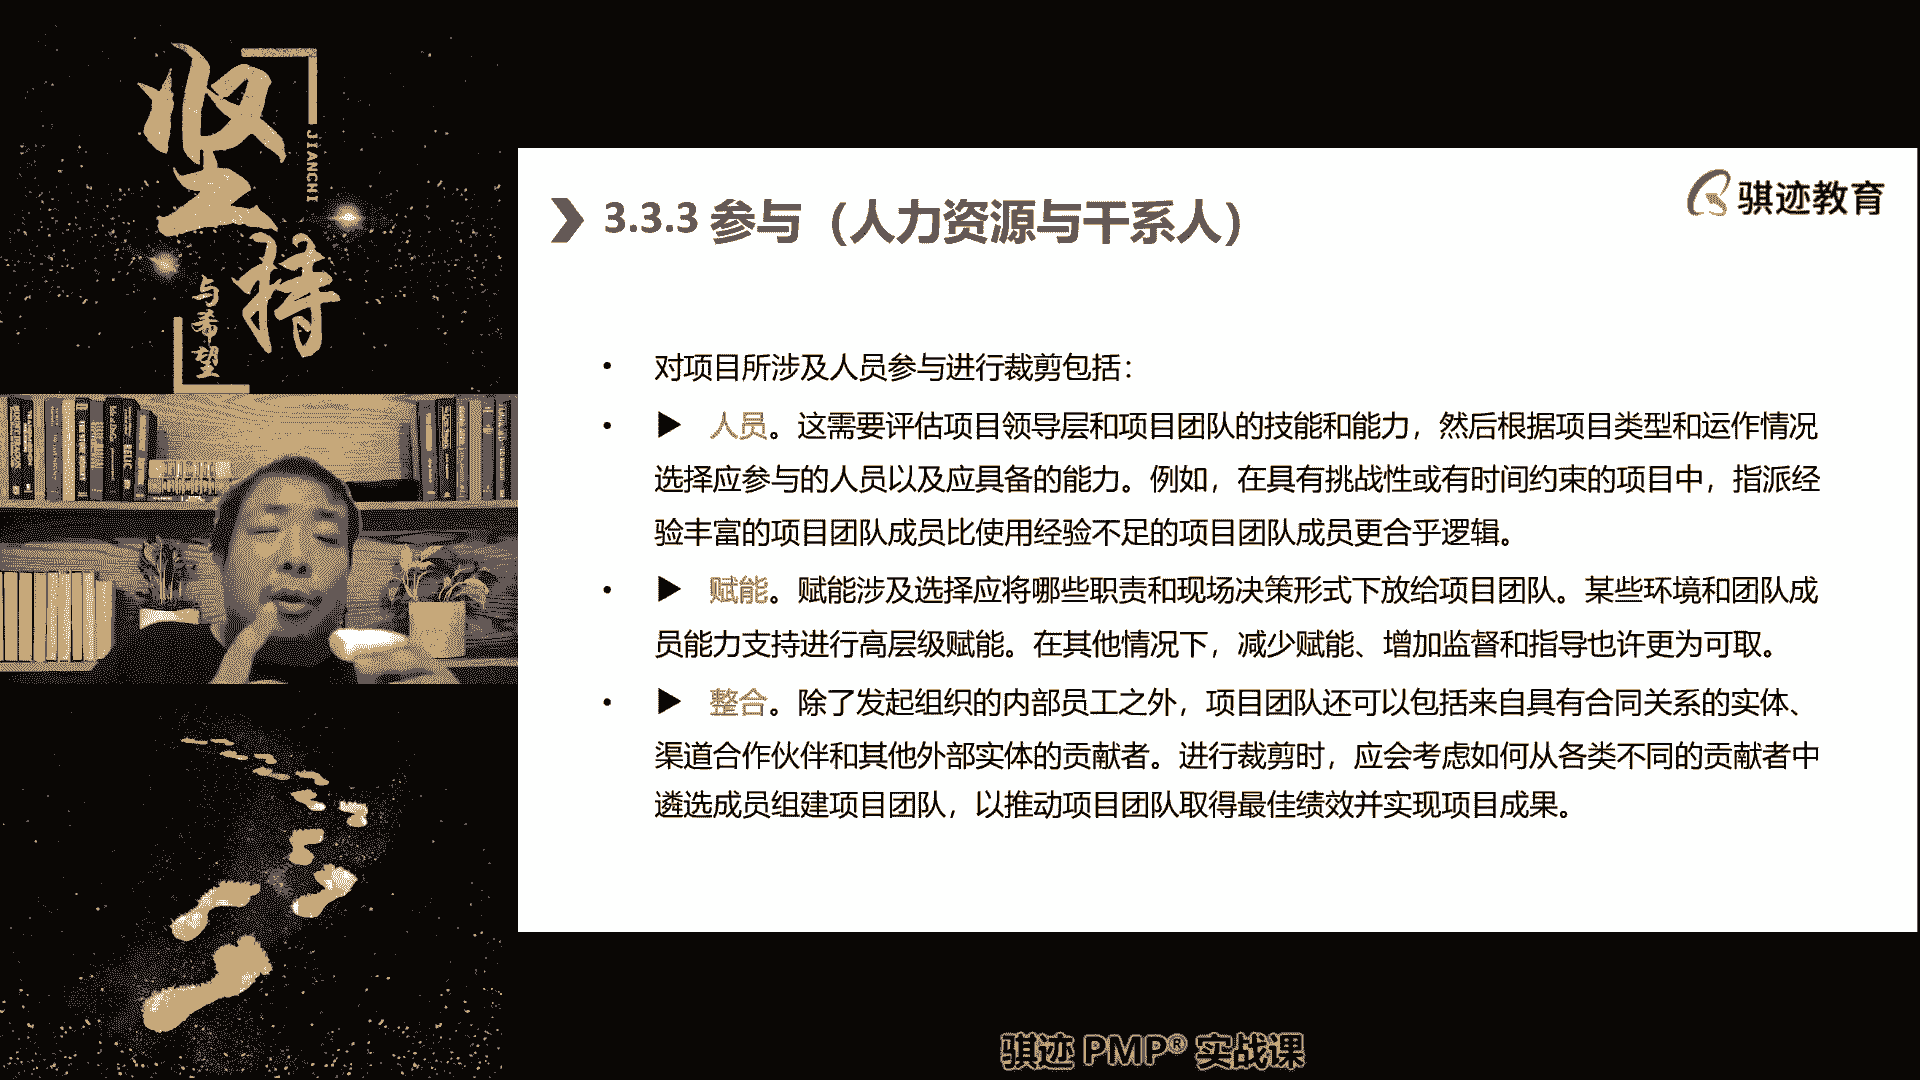 坚持
JIANCHI
与希望
骐迹教育
3.3.3 参与（人力资源与干系人）
• 对项目所涉及人员参与进行裁剪包括：
• ▶ 人员。这需要评估项目领导层和项目团队的技能和能力，然后根据项目类型和运作情况
选择应参与的人员以及应具备的能力。例如，在具有挑战性或有时间约束的项目中，指派经
验丰富的项目团队成员比使用经验不足的项目团队成员更合乎逻辑。
• ▶ 赋能。赋能涉及选择应将哪些职责和现场决策形式下放给项目团队。某些环境和团队成
员能力支持进行高层级赋能。在其他情况下，减少赋能、增加监督和指导也许更为可取。
• ▶ 整合。除了发起组织的内部员工之外，项目团队还可以包括来自具有合同关系的实体、
渠道合作伙伴和其他外部实体的贡献者。进行裁剪时，应会考虑如何从各类不同的贡献者中
遴选成员组建项目团队，以推动项目团队取得最佳绩效并实现项目成果。
骐迹 PMP® 实战课